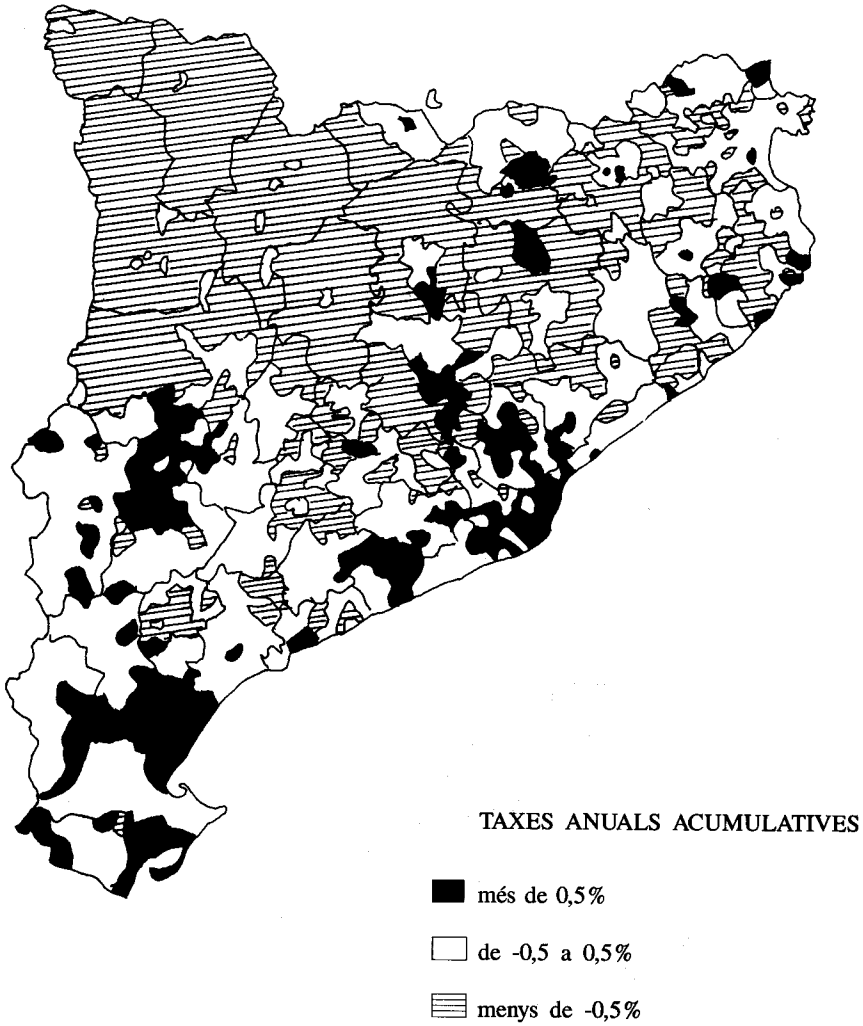 TAXES ANUALS ACUMULATIVES
més de 0,5%
de -0,5 a 0,5%
menys de -0,5%